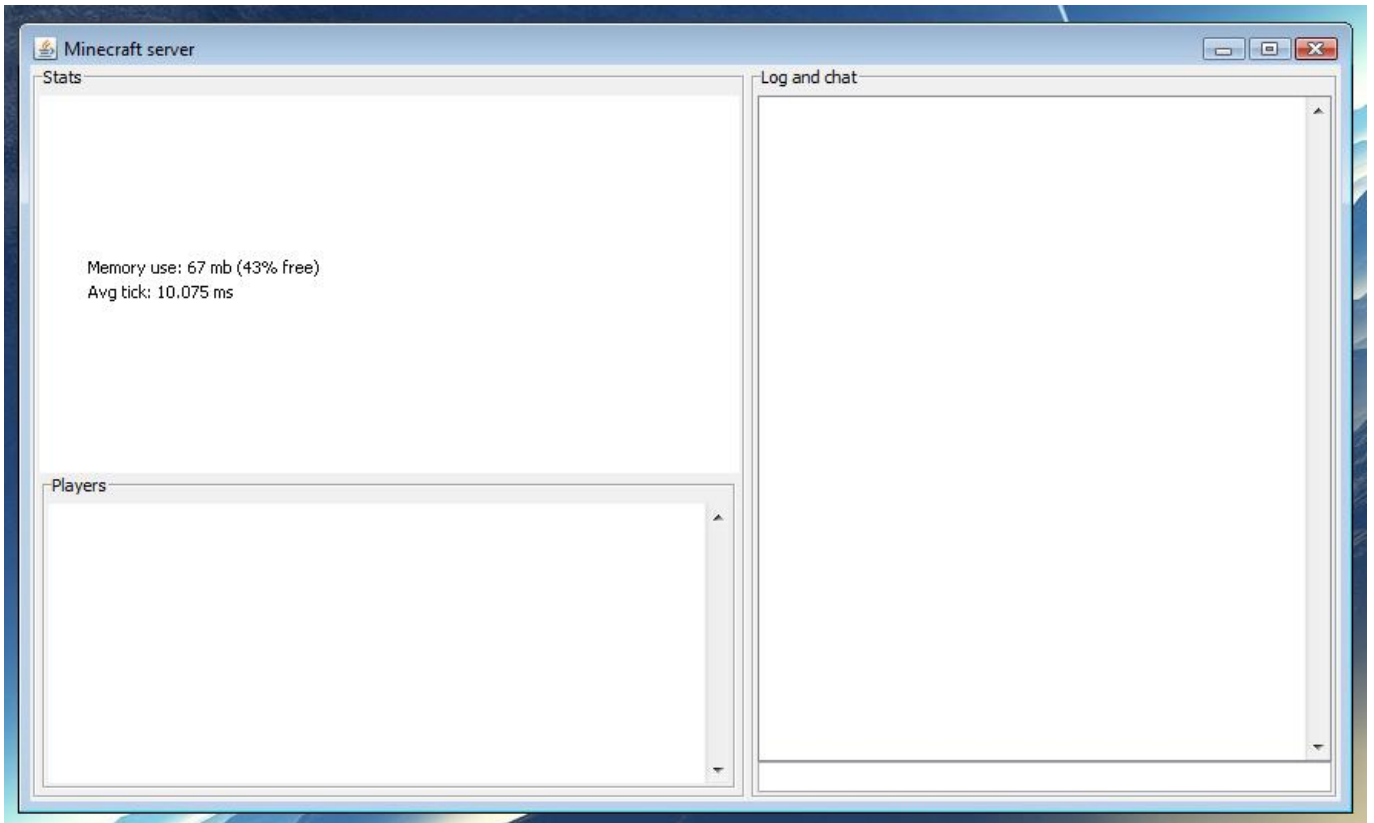 Minecraft server
Stats
Memory use: 67 mb (43% free)
Avg tick: 10.075 ms
Players
Log and chat